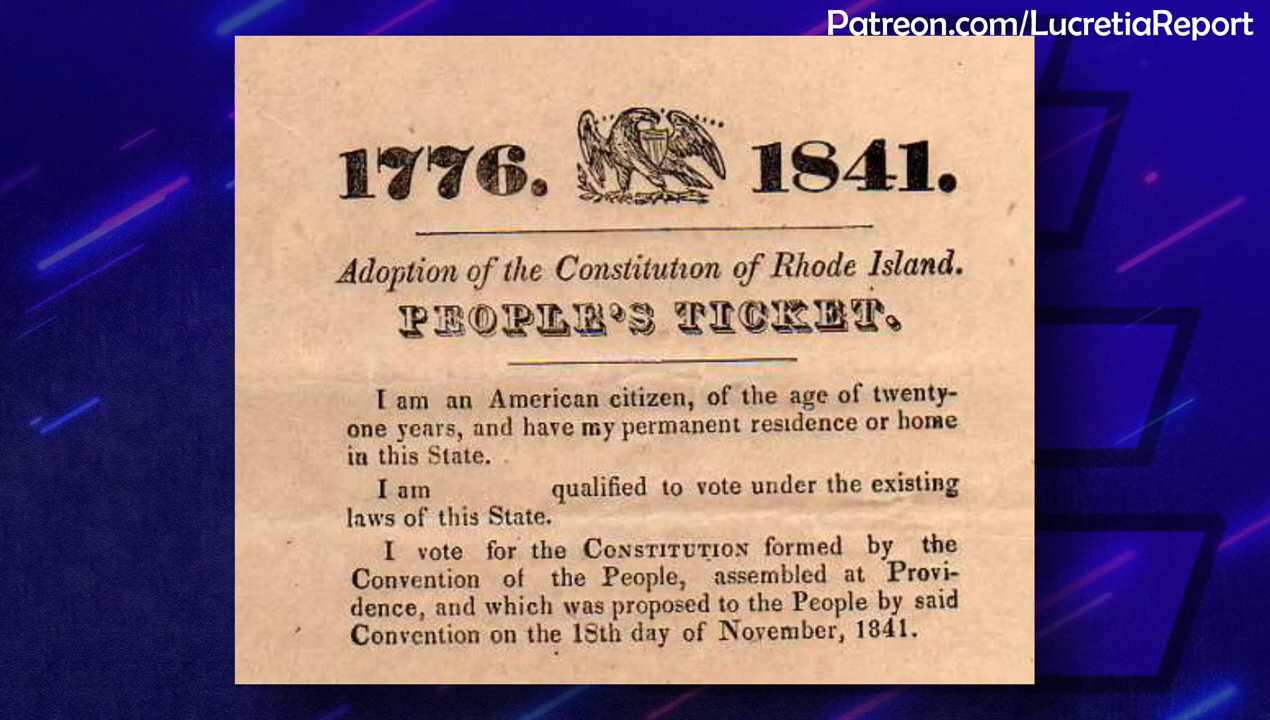 Patreon.com/LucretiaReport
1776. 1841.
Adoption of the Constitution of Rhode Island.
PEOPLE'S TICKET.
I am an American citizen, of the age of twenty-
one years, and have my permanent residence or home
in this State.
I am qualified to vote under the existing
laws of this State.
I vote for the CONSTITUTION formed by the
Convention of the People, assembled at Provi-
dence, and which was proposed to the People by said
Convention on the 18th day of November, 1841.